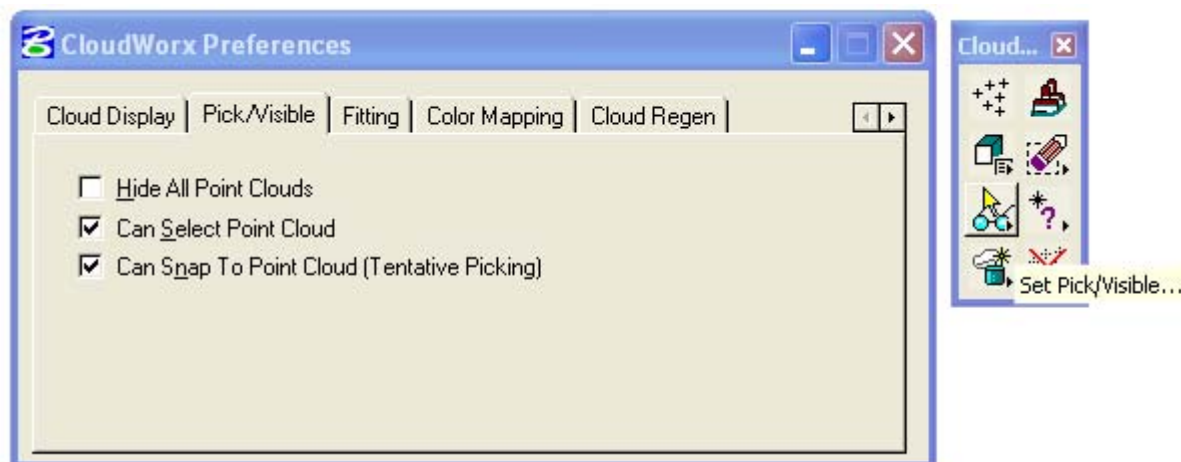 CloudWorx Preferences
Cloud Display Pick/Visible Fitting Color Mapping Cloud Regen
Hide All Point Clouds
Can Select Point Cloud
Can Snap To Point Cloud (Tentative Picking)
Cloud...
Set Pick/Visible...